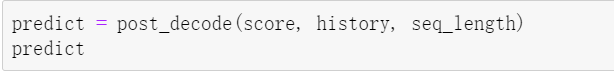 predict = post_decode(score, history, seq_length)
predict